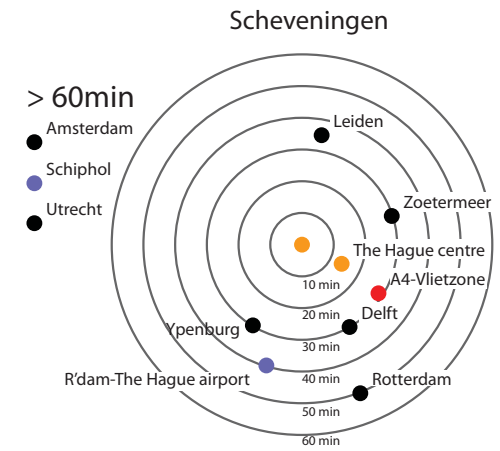 Scheveningen
> 60min
Amsterdam
Schiphol
Utrecht
Leiden
Zoetermeer
The Hague centre
A4-Vlietzone
10 min
20 min
Delft
Ypenburg
30 min
R'dam-The Hague airport
40 min
Rotterdam
50 min
60 min